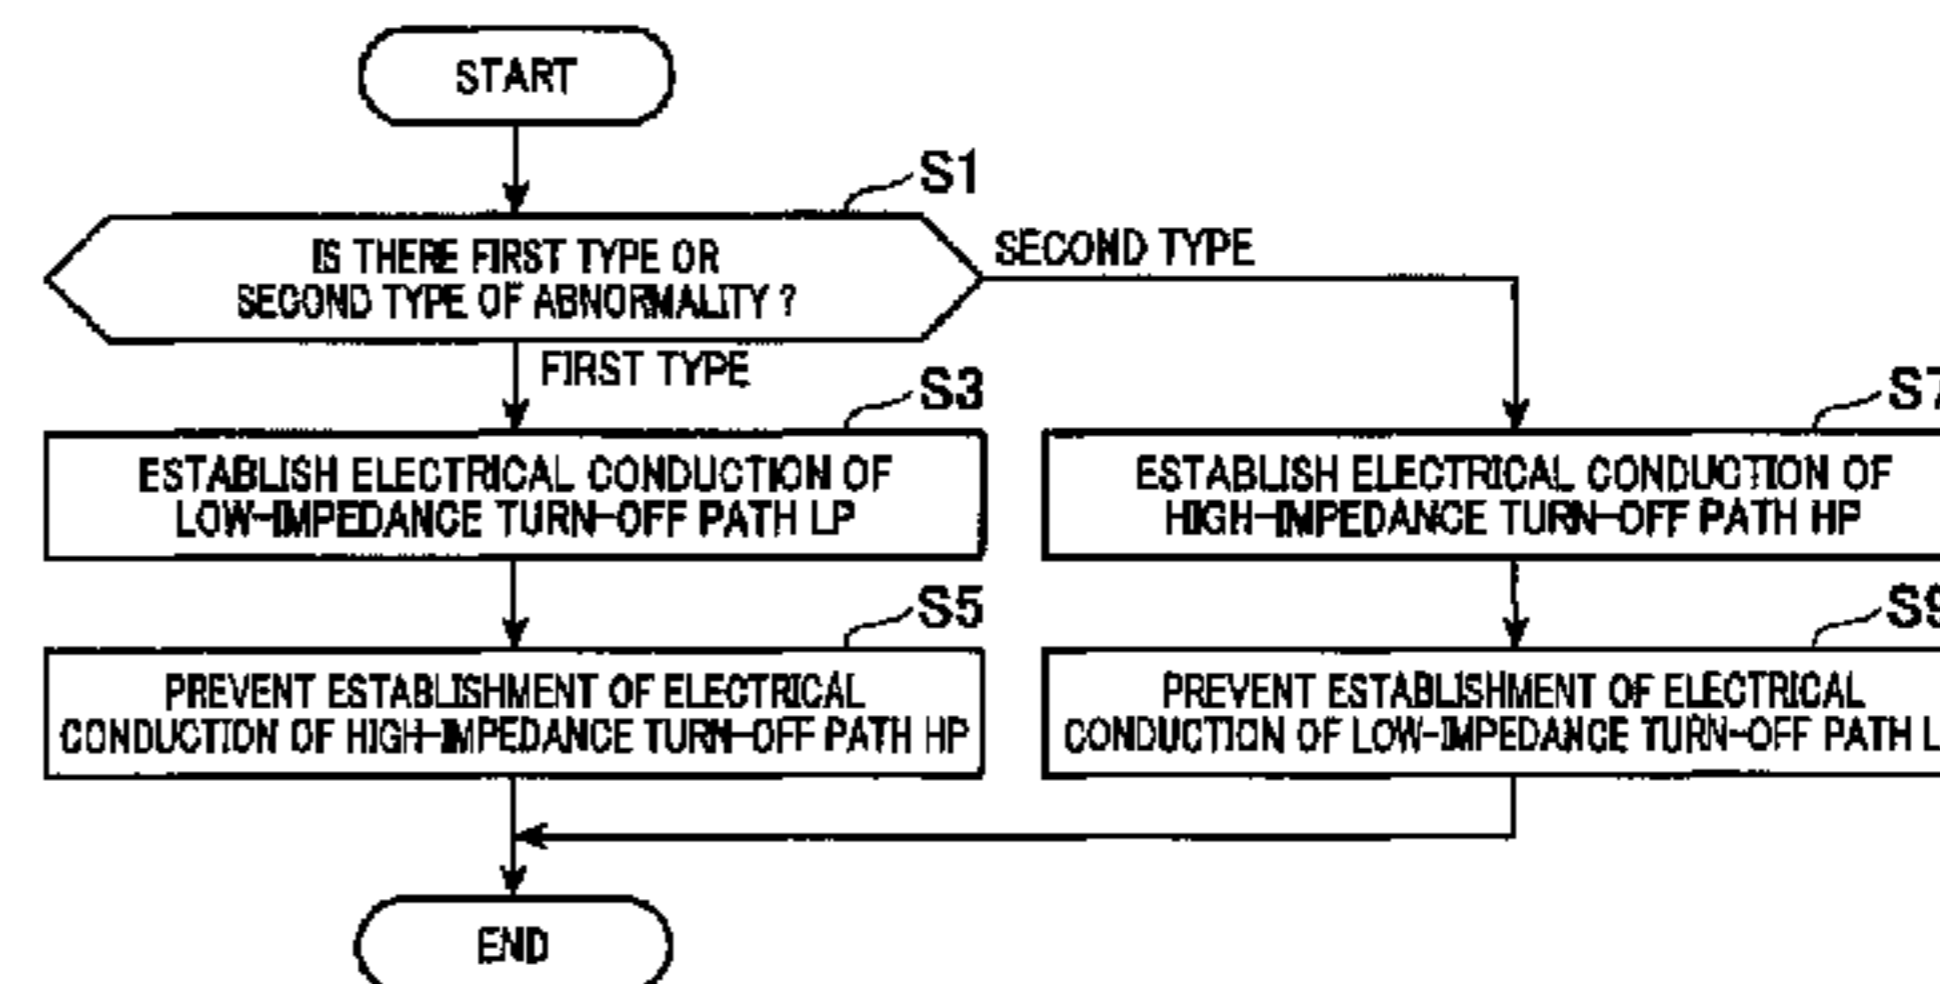 START
S1
IS THERE FIRST TYPE OR
SECOND TYPE OF ABNORMALITY ?
SECOND TYPE
FIRST TYPE
S3
ESTABLISH ELECTRICAL CONDUCTION OF
LOW-IMPEDANCE TURN-OFF PATH LP
S7
ESTABLISH ELECTRICAL CONDUCTION OF
HIGH-IMPEDANCE TURN-OFF PATH HP
S5
PREVENT ESTABLISHMENT OF ELECTRICAL
CONDUCTION OF HIGH-IMPEDANCE TURN-OFF PATH HP
S9
PREVENT ESTABLISHMENT OF ELECTRICAL
CONDUCTION OF LOW-IMPEDANCE TURN-OFF PATH
END